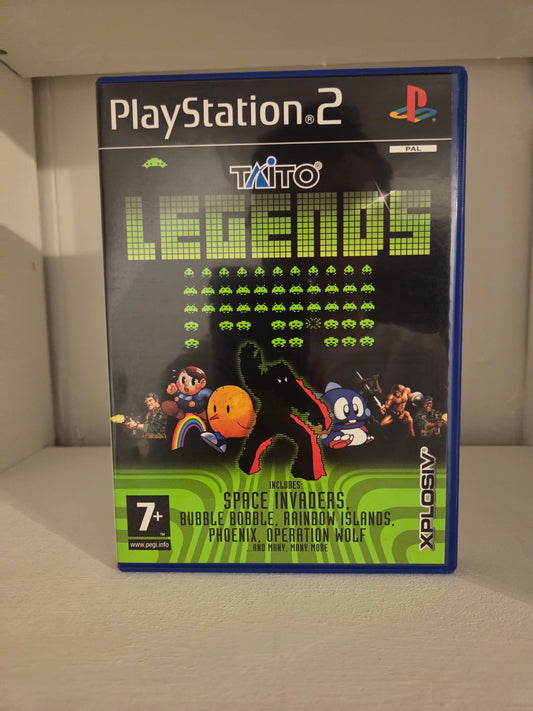 PlayStation®2
PAL
TAITO®
LEGENDS
INCLUDES:
SPACE INVADERS,
BUBBLE BOBBLE, RAINBOW ISLANDS,
PHOENIX, OPERATION WOLF
...AND MANY, MANY MORE
7+
TM
www.pegi.info
XPLOSIV